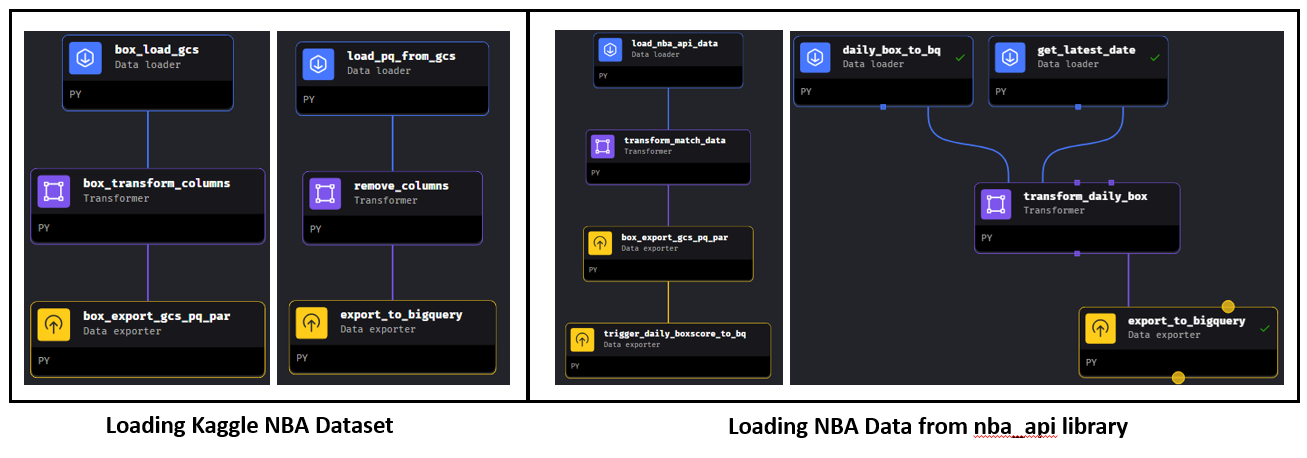 box_load_gcs
Data loader
PY
box_transform_columns
Transformer
PY
box_export_gcs_pq_par
Data exporter
PY
load_pq_from_gcs
Data loader
PY
remove_columns
Transformer
PY
export_to_bigquery
Data exporter
PY
Loading Kaggle NBA Dataset
load_nba_api_data
Data loader
PY
transform_match_data
Transformer
PY
box_export_gcs_pq_par
Data exporter
PY
trigger_daily_boxscore_to_bq
Data exporter
PY
daily_box_to_bq
Data loader
PY
get_latest_date
Data loader
PY
transform_daily_box
Transformer
PY
export_to_bigquery
Data exporter
PY
Loading NBA Data from nba_api library